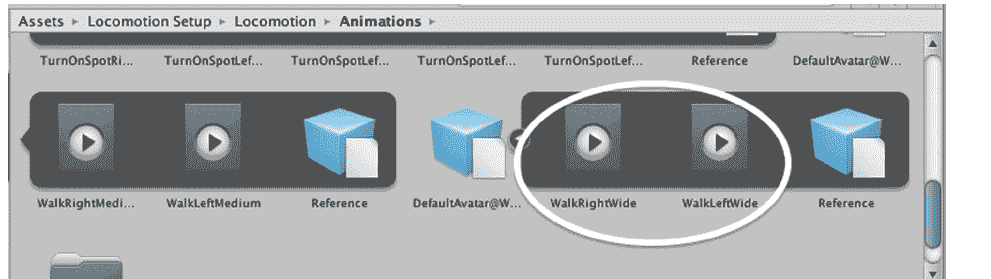 Assets ► Locomotion Setup ► Locomotion ► Animations ►
TurnOnSpotRi... TurnOnSpotLef... TurnOnSpotLef... TurnOnSpotLef... TurnOnSpotLef... Reference DefaultAvatar@W...
WalkRightMedi... WalkLeftMedium Reference DefaultAvatar@W... WalkRightWide WalkLeftWide Reference